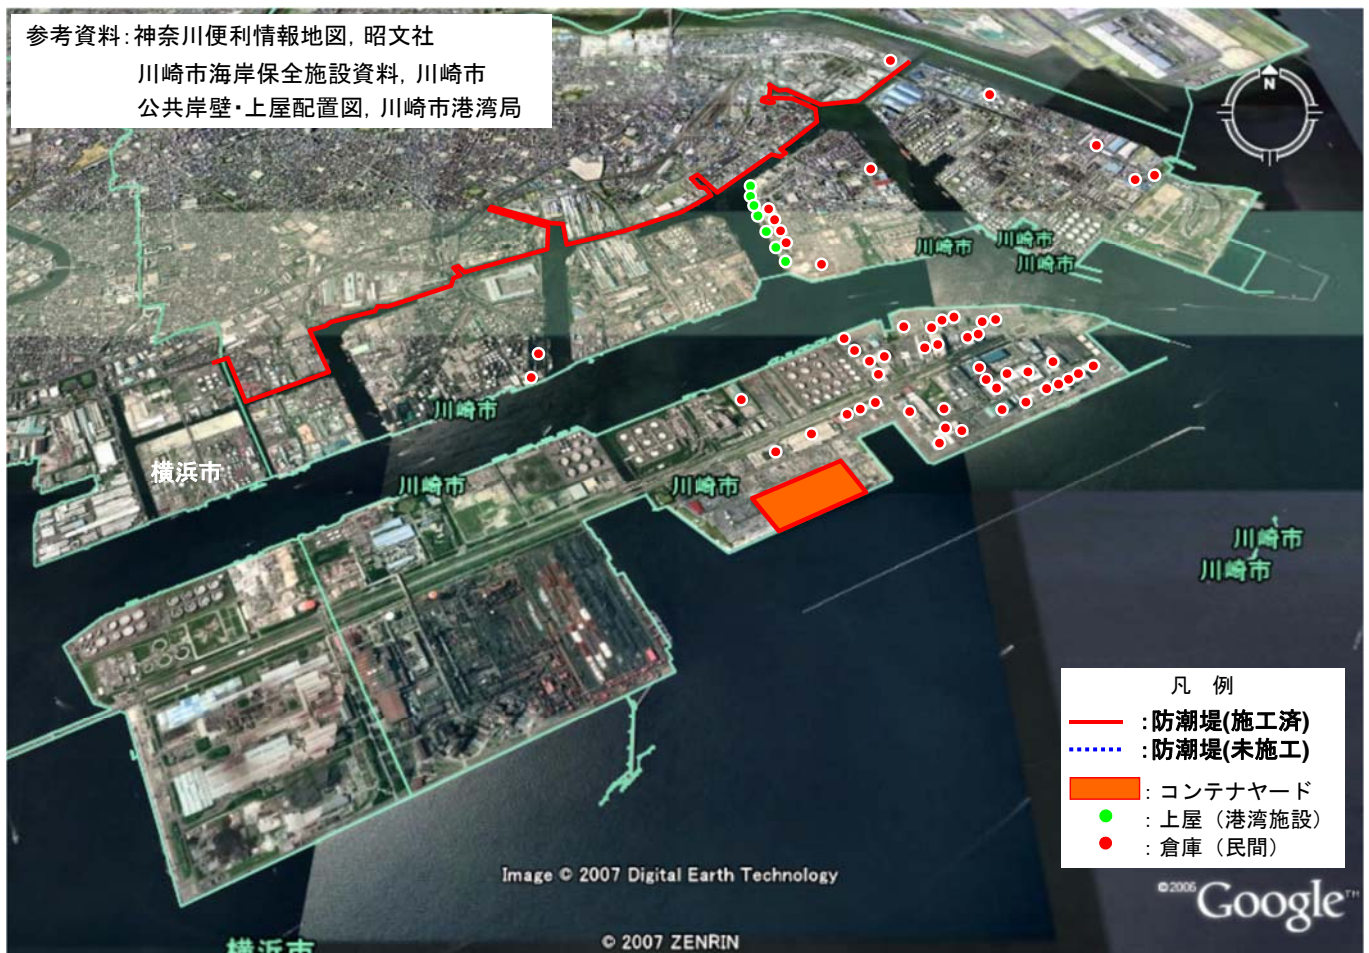 参考資料:神奈川便利情報地図, 昭文社
川崎市海岸保全施設資料, 川崎市
公共岸壁・上屋配置図, 川崎市港湾局
N
川崎市
川崎市
川崎市
川崎市
横浜市
川崎市
川崎市
川崎市
川崎市
凡 例
:防潮堤(施工済)
:防潮堤(未施工)
:コンテナヤード
:上屋(港湾施設)
:倉庫(民間)
Image © 2007 Digital Earth Technology
©2006 Google™
© 2007 ZENRIN
横浜市